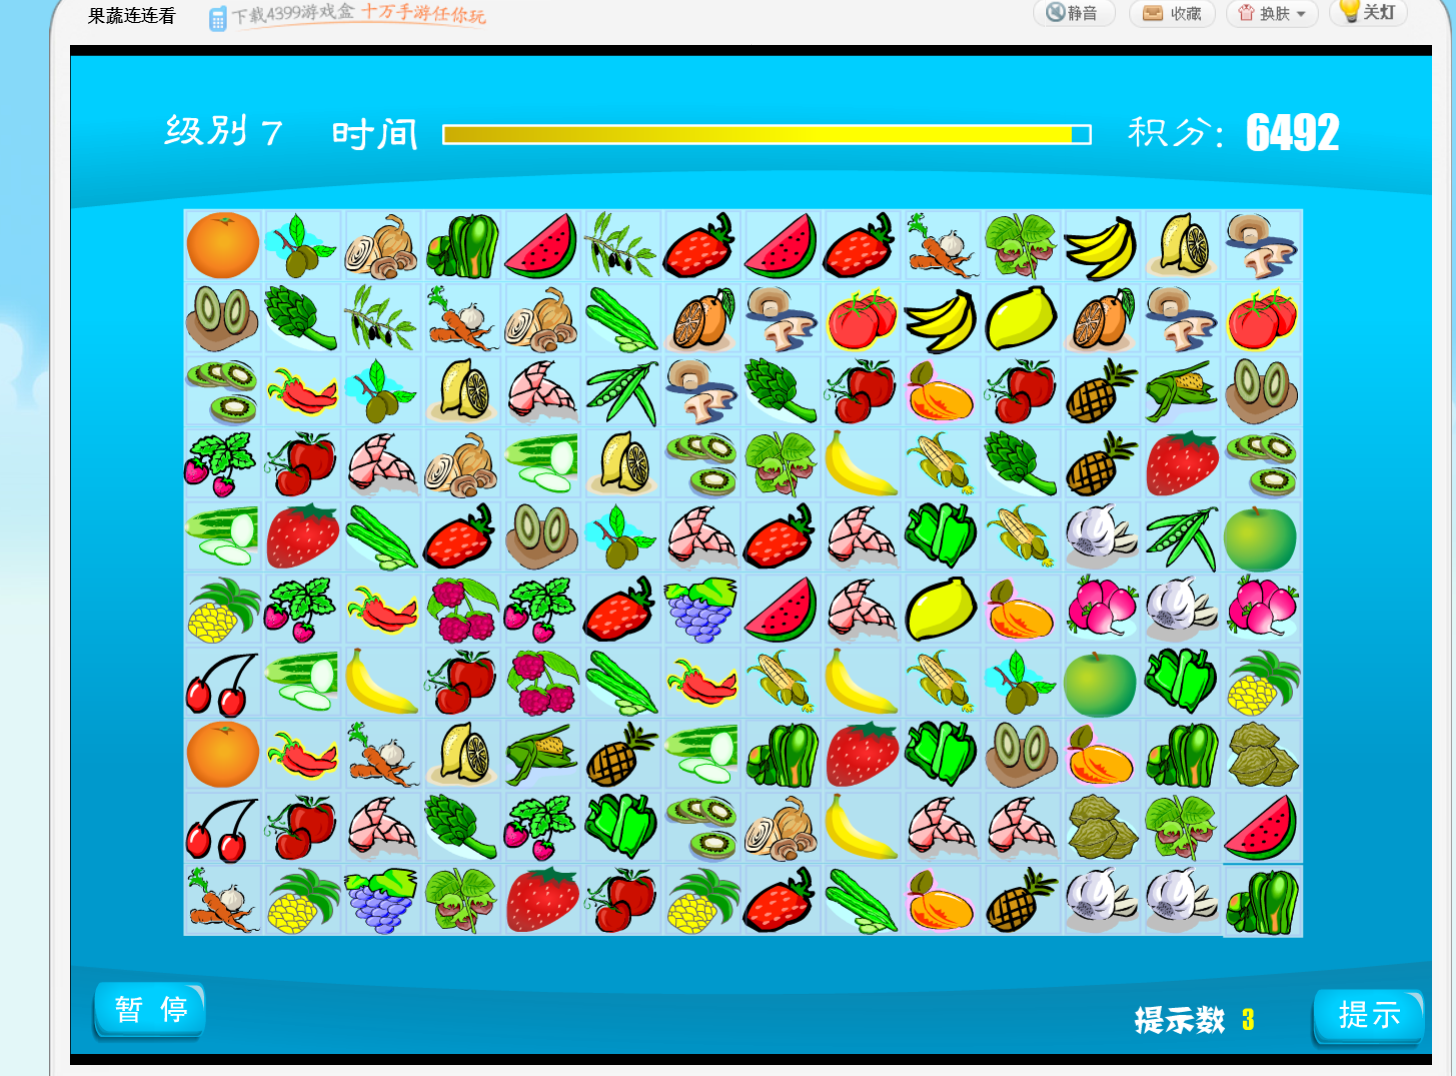 果蔬连连看
下载4399游戏盒 十万手游任你玩
静音 收藏 换肤 关灯
级别 7 时间 积分: 6492
暂 停
提示数 3 提示